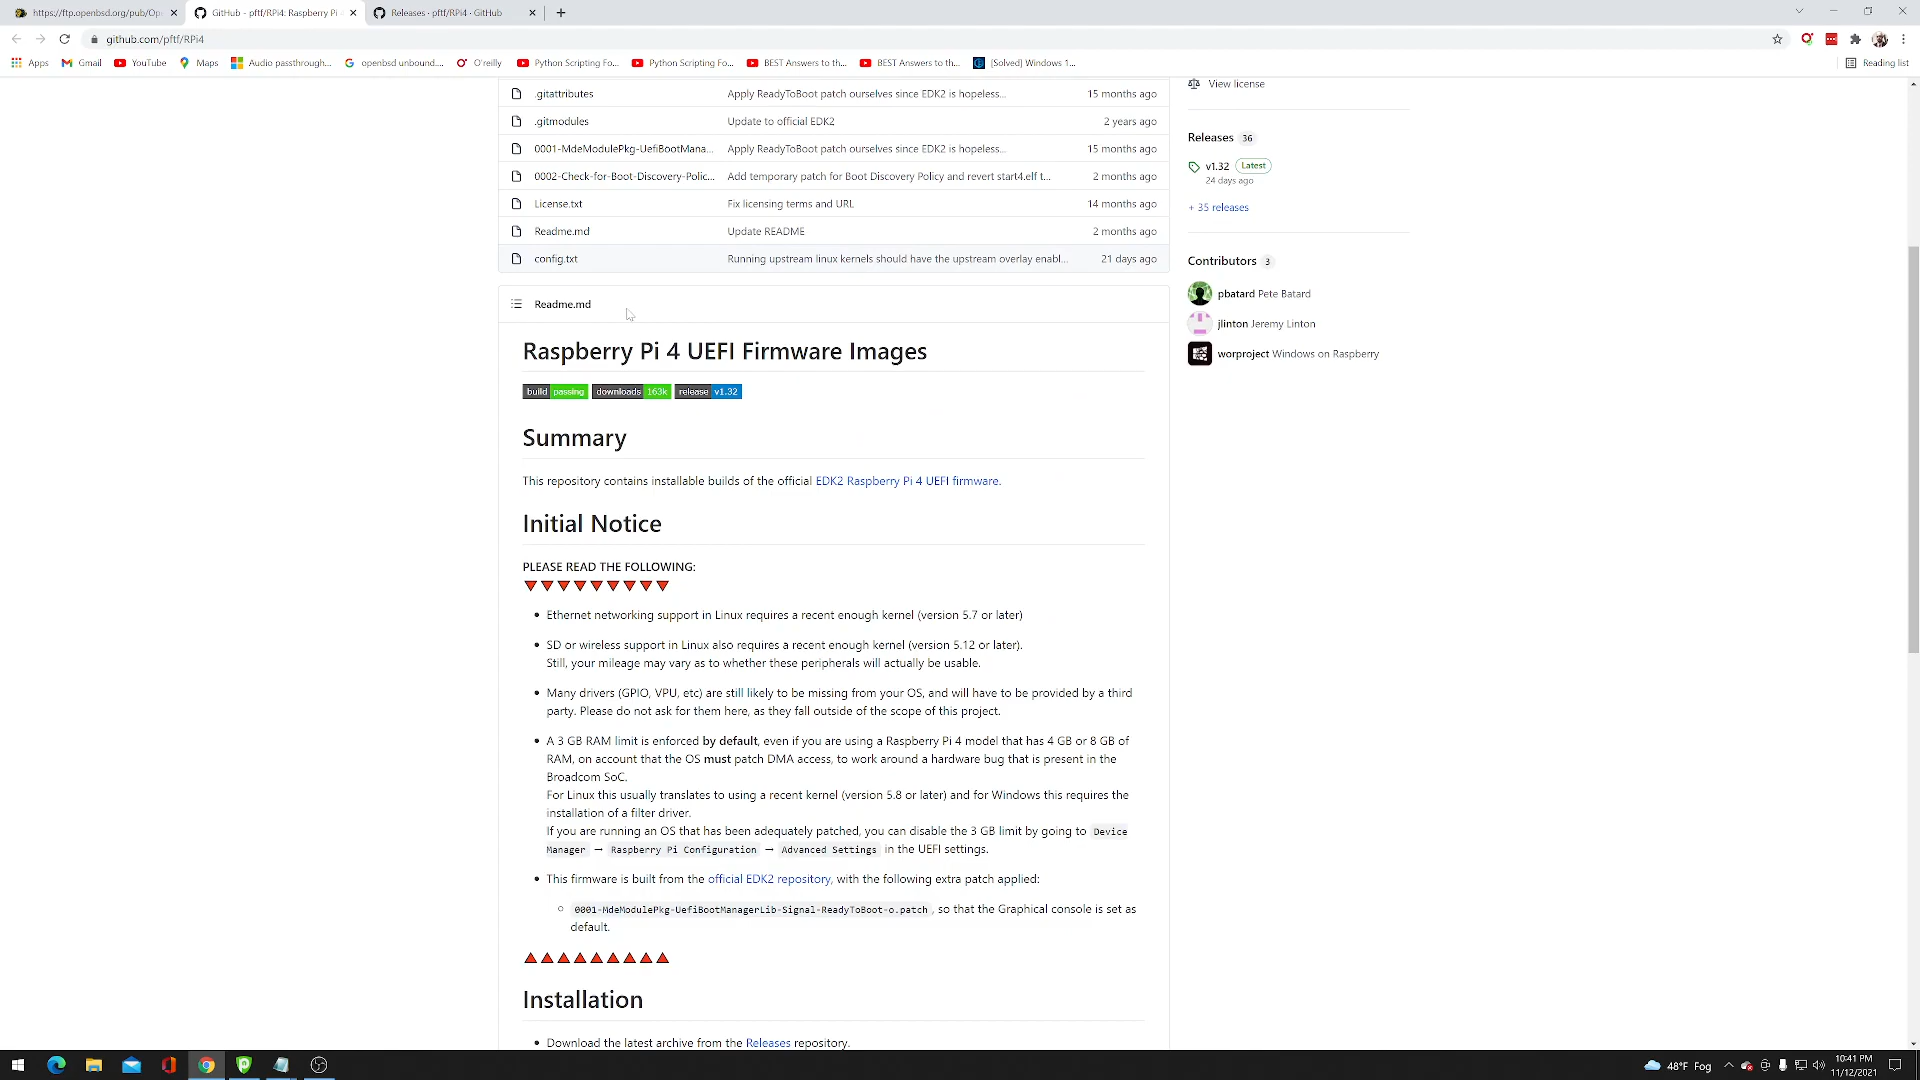 https://ftp.openbsd.org/pub/Op
GitHub - pftf/RPi4: Raspberry Pi
Releases · pftf/RPi4 · GitHub
github.com/pftf/RPi4
Apps
Gmail
YouTube
Maps
Audio passthrough...
openbsd unbound....
O'reilly
Python Scripting Fo...
Python Scripting Fo...
BEST Answers to th...
BEST Answers to th...
[Solved] Windows 1...
Reading list
.gitattributes Apply ReadyToBoot patch ourselves since EDK2 is hopeless... 15 months ago
.gitmodules Update to official EDK2 2 years ago
0001-MdeModulePkg-UefiBootMana... Apply ReadyToBoot patch ourselves since EDK2 is hopeless... 15 months ago
0002-Check-for-Boot-Discovery-Polic... Add temporary patch for Boot Discovery Policy and revert start4.elf t... 2 months ago
License.txt Fix licensing terms and URL 14 months ago
Readme.md Update README 2 months ago
config.txt Running upstream linux kernels should have the upstream overlay enabl... 21 days ago
Readme.md
Raspberry Pi 4 UEFI Firmware Images
build passing downloads 163k release v1.32
Summary
This repository contains installable builds of the official EDK2 Raspberry Pi 4 UEFI firmware.
Initial Notice
PLEASE READ THE FOLLOWING:
Ethernet networking support in Linux requires a recent enough kernel (version 5.7 or later)
SD or wireless support in Linux also requires a recent enough kernel (version 5.12 or later).
Still, your mileage may vary as to whether these peripherals will actually be usable.
Many drivers (GPIO, VPU, etc) are still likely to be missing from your OS, and will have to be provided by a third
party. Please do not ask for them here, as they fall outside of the scope of this project.
A 3 GB RAM limit is enforced by default, even if you are using a Raspberry Pi 4 model that has 4 GB or 8 GB of
RAM, on account that the OS must patch DMA access, to work around a hardware bug that is present in the
Broadcom SoC.
For Linux this usually translates to using a recent kernel (version 5.8 or later) and for Windows this requires the
installation of a filter driver.
If you are running an OS that has been adequately patched, you can disable the 3 GB limit by going to Device
Manager → Raspberry Pi Configuration → Advanced Settings in the UEFI settings.
This firmware is built from the official EDK2 repository, with the following extra patch applied:
0001-MdeModulePkg-UefiBootManagerLib-Signal-ReadyToBoot-o.patch, so that the Graphical console is set as
default.
Installation
Download the latest archive from the Releases repository.
View license
Releases 36
v1.32 Latest
24 days ago
+ 35 releases
Contributors 3
pbatard Pete Batard
jlinton Jeremy Linton
worproject Windows on Raspberry
48°F Fog
10:41 PM
11/12/2021